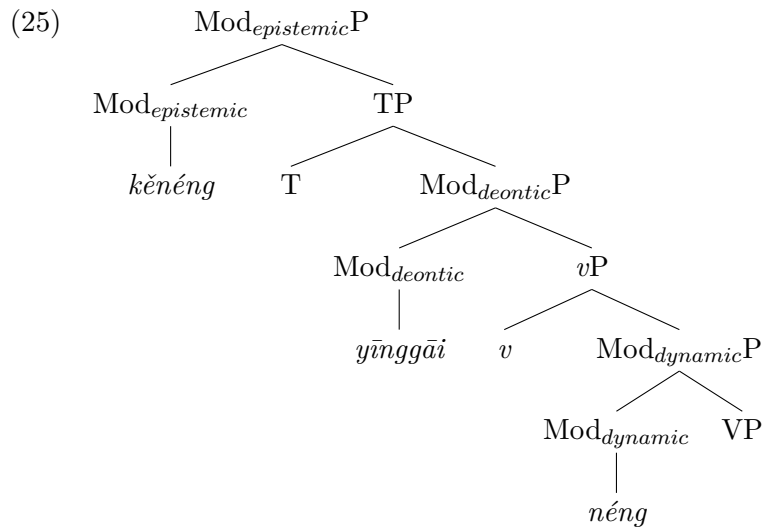 (25) Mod_epistemicP
Mod_epistemic TP
kěnéng T Mod_deonticP
Mod_deontic vP
yīnggāi v Mod_dynamicP
Mod_dynamic VP
néng